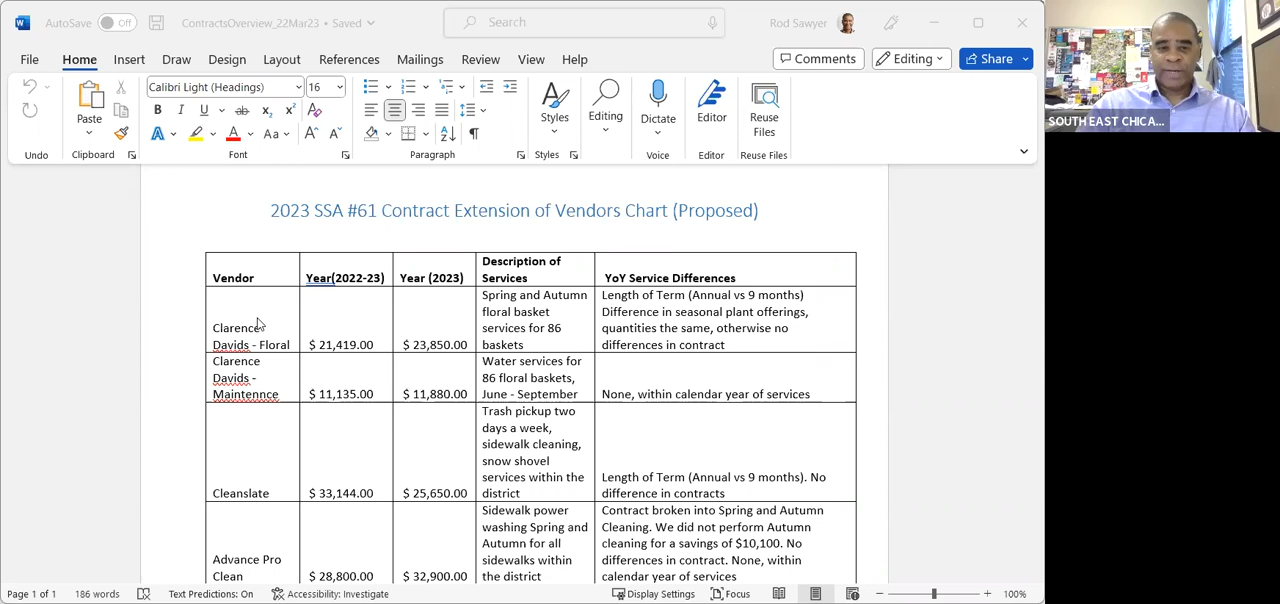 AutoSave Off ContractsOverview_22Mar23 • Saved Search Rod Sawyer
File Home Insert Draw Design Layout References Mailings Review View Help Comments Editing Share
Calibri Light (Headings) 16
Paste Styles Editing Dictate Editor Reuse Files
Undo Clipboard Font Paragraph Styles Voice Editor Reuse Files
SOUTH EAST CHICA...
2023 SSA #61 Contract Extension of Vendors Chart (Proposed)
Vendor Year(2022-23) Year (2023) Description of Services YoY Service Differences
Clarence Davids - Floral $ 21,419.00 $ 23,850.00 Spring and Autumn floral basket services for 86 baskets Length of Term (Annual vs 9 months) Difference in seasonal plant offerings, quantities the same, otherwise no differences in contract
Clarence Davids - Maintennce $ 11,135.00 $ 11,880.00 Water services for 86 floral baskets, June - September None, within calendar year of services
Cleanslate $ 33,144.00 $ 25,650.00 Trash pickup two days a week, sidewalk cleaning, snow shovel services within the district Length of Term (Annual vs 9 months). No difference in contracts
Advance Pro Clean $ 28,800.00 $ 32,900.00 Sidewalk power washing Spring and Autumn for all sidewalks within the district Contract broken into Spring and Autumn Cleaning. We did not perform Autumn cleaning for a savings of $10,100. No differences in contract. None, within calendar year of services
Page 1 of 1 186 words Text Predictions: On Accessibility: Investigate Display Settings Focus 100%